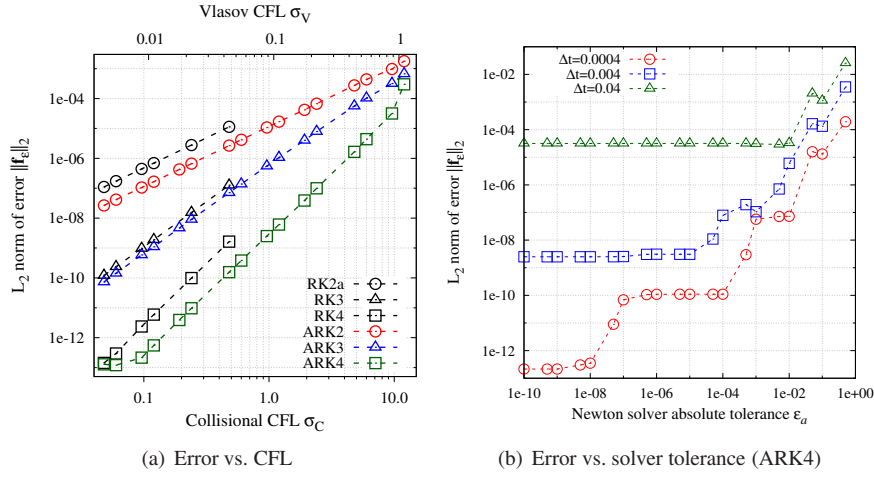 Vlasov CFL σ_V
0.01 0.1 1
1e-04
1e-06
1e-08
1e-10
1e-12
L₂ norm of error ||f_ε||₂
RK2a
RK3
RK4
ARK2
ARK3
ARK4
0.1 1.0 10.0
Collisional CFL σ_C
(a) Error vs. CFL
Δt=0.0004
Δt=0.004
Δt=0.04
1e-02
1e-04
1e-06
1e-08
1e-10
1e-12
L₂ norm of error ||f_ε||₂
1e-10 1e-08 1e-06 1e-04 1e-02 1e+00
Newton solver absolute tolerance ε_a
(b) Error vs. solver tolerance (ARK4)